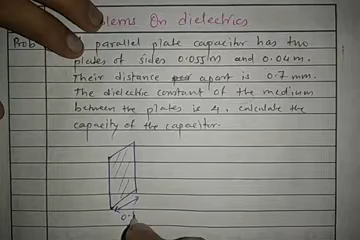 oblems On dielectrics
Prob parallel plate capacitor has two
plates of sides 0.055m and 0.04m.
Their distance apart is 0.7 mm.
The dielectric constant of the medium
between the plates is 4, calculate the
capacity of the capacitor.